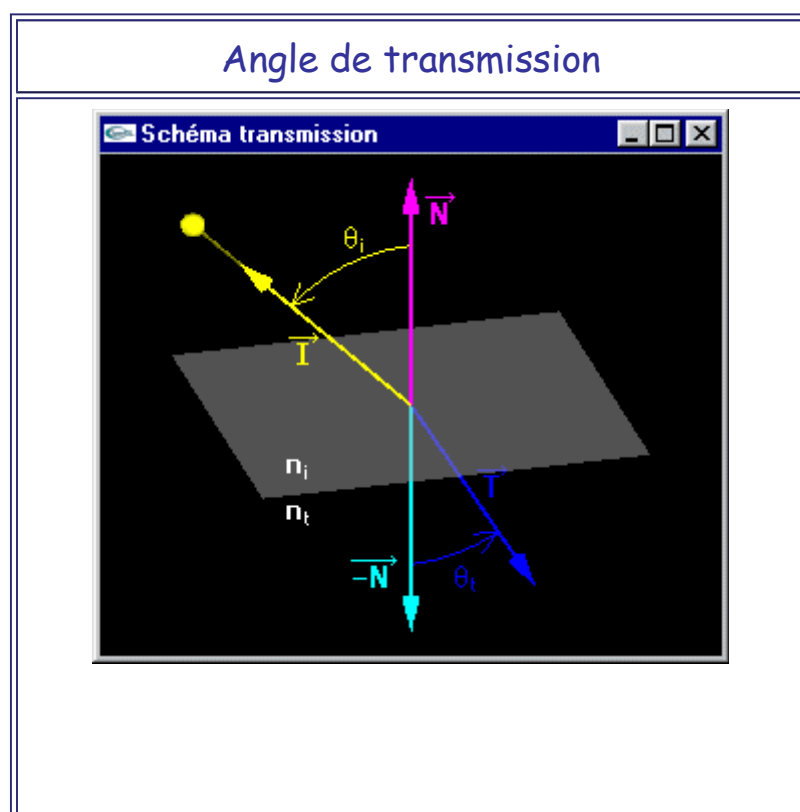 Angle de transmission
Schéma transmission
N
θi
I
ni
T
nt
-N
θt